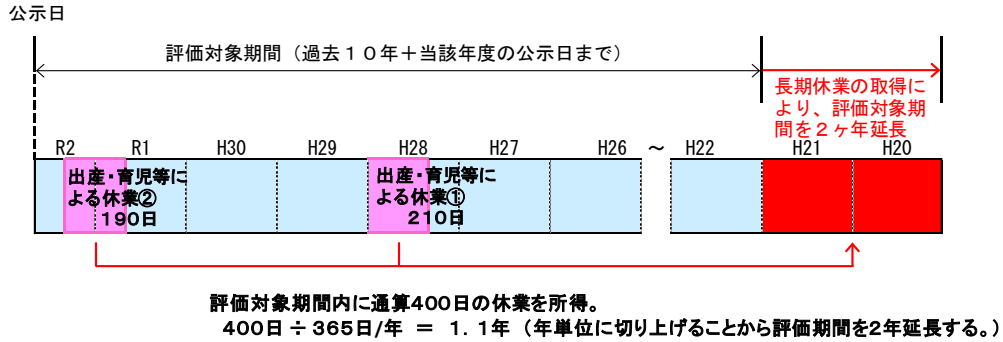 公示日
評価対象期間（過去１０年＋当該年度の公示日まで）
長期休業の取得に
より、評価対象期
間を２ヶ年延長
R2 R1 H30 H29 H28 H27 H26 ～ H22 H21 H20
出産・育児等に
よる休業②
190日
出産・育児等に
よる休業①
210日
評価対象期間内に通算400日の休業を所得。
400日÷365日/年 ＝ １.１年（年単位に切り上げることから評価期間を2年延長する。）